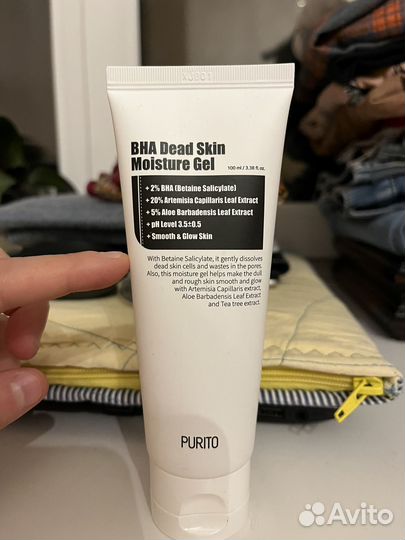 BHA Dead Skin
Moisture Gel
100 ml / 3.38 fl. oz.
+ 2% BHA (Betaine Salicylate)
+ 20% Artemisia Capillaris Leaf Extract
+ 5% Aloe Barbadensis Leaf Extract
+ pH Level 3.5±0.5
+ Smooth & Glow Skin
With Betaine Salicylate, it gently dissolves
dead skin cells and wastes in the pores.
Also, this moisture gel helps make the dull
and rough skin smooth and glow
with Artemisia Capillaris extract,
Aloe Barbadensis Leaf Extract
and Tea tree extract.
PURITO
Avito